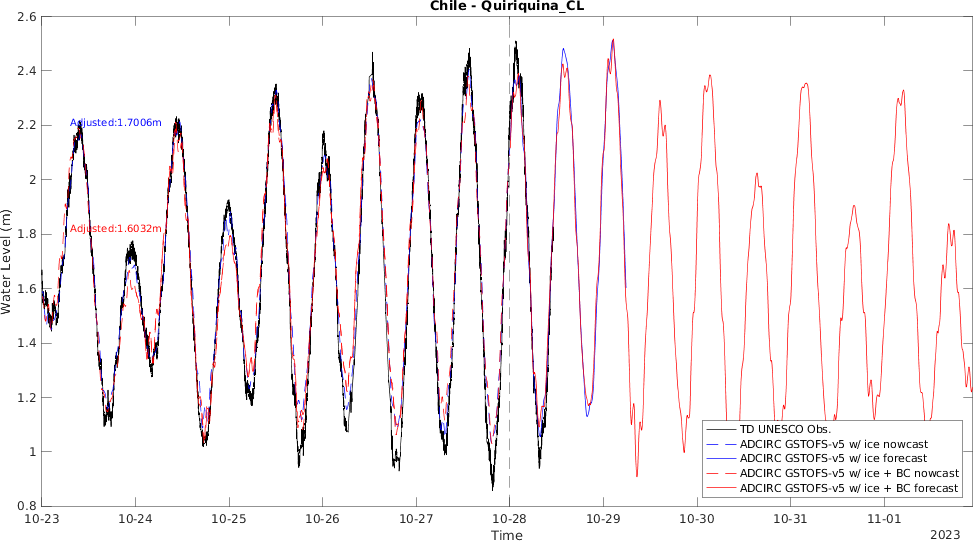 Chile - Quiriquina_CL
2.6
2.4
2.2
2
1.8
1.6
1.4
1.2
1
0.8
Water Level (m)
Adjusted:1.7006m
Adjusted:1.6032m
TD UNESCO Obs.
ADCIRC GSTOFS-v5 w/ ice nowcast
ADCIRC GSTOFS-v5 w/ ice forecast
ADCIRC GSTOFS-v5 w/ ice + BC nowcast
ADCIRC GSTOFS-v5 w/ ice + BC forecast
10-23 10-24 10-25 10-26 10-27 10-28 10-29 10-30 10-31 11-01
Time
2023